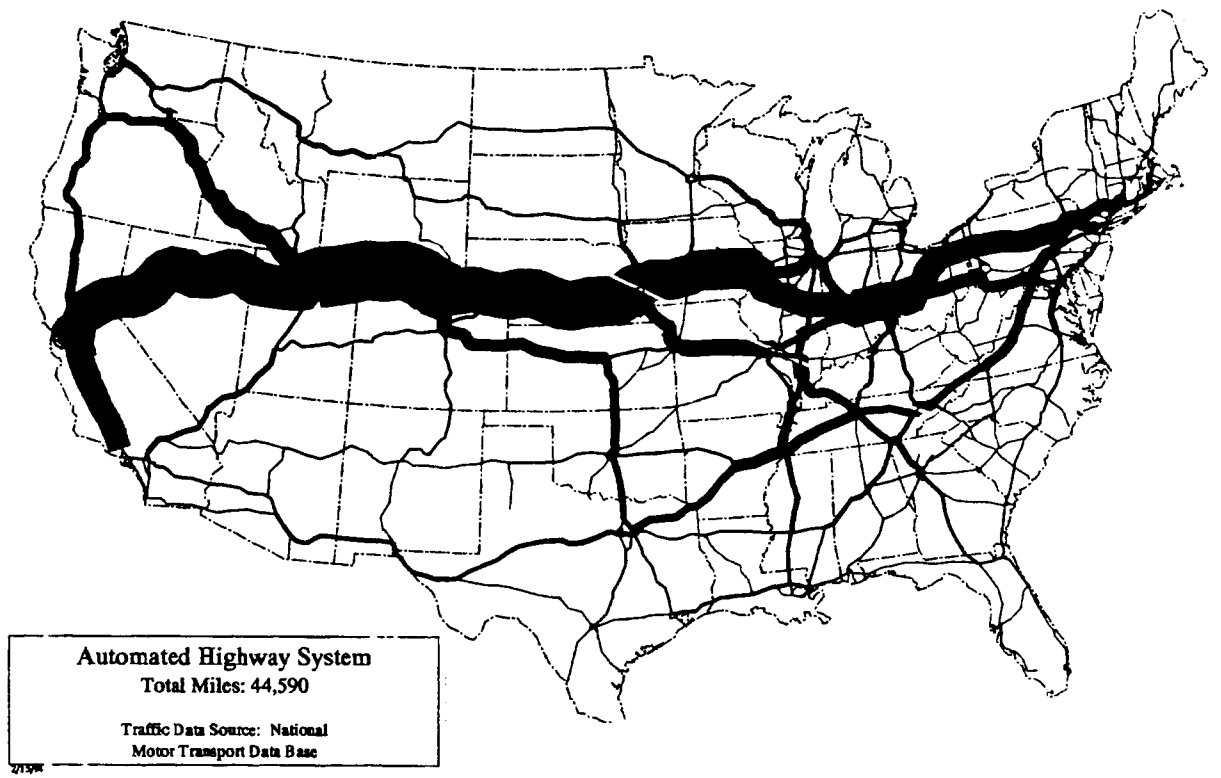 Automated Highway System
Total Miles: 44,590
Traffic Data Source: National
Motor Transport Data Base